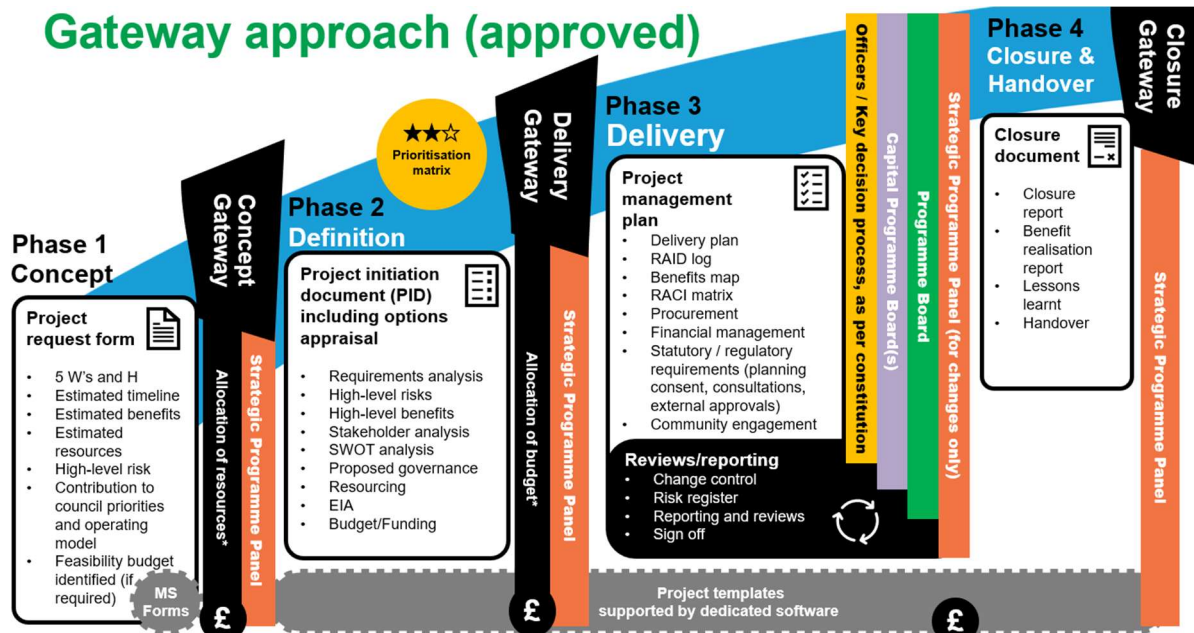 Gateway approach (approved)
Phase 1
Concept
Project
request form
• 5 W's and H
• Estimated timeline
• Estimated benefits
• Estimated
resources
• High-level risk
• Contribution to
council priorities
and operating
model
• Feasibility budget
identified (if
required)
MS
Forms
Concept
Gateway
Allocation of resources*
£
Strategic Programme Panel
Phase 2
Definition
Project initiation
document (PID)
including options
appraisal
• Requirements analysis
• High-level risks
• High-level benefits
• Stakeholder analysis
• SWOT analysis
• Proposed governance
• Resourcing
• EIA
• Budget/Funding
★★☆
Prioritisation
matrix
Delivery
Gateway
Allocation of budget*
£
Strategic Programme Panel
Phase 3
Delivery
Project
management
plan
• Delivery plan
• RAID log
• Benefits map
• RACI matrix
• Procurement
• Financial management
• Statutory / regulatory
requirements (planning
consent, consultations,
external approvals)
• Community engagement
Reviews/reporting
• Change control
• Risk register
• Reporting and reviews
• Sign off
Officers / Key decision process, as per constitution
Capital Programme Board(s)
Programme Board
Strategic Programme Panel (for changes only)
£
Phase 4
Closure &
Handover
Closure
document
• Closure
report
• Benefit
realisation
report
• Lessons
learnt
• Handover
Closure
Gateway
Strategic Programme Panel
Project templates
supported by dedicated software